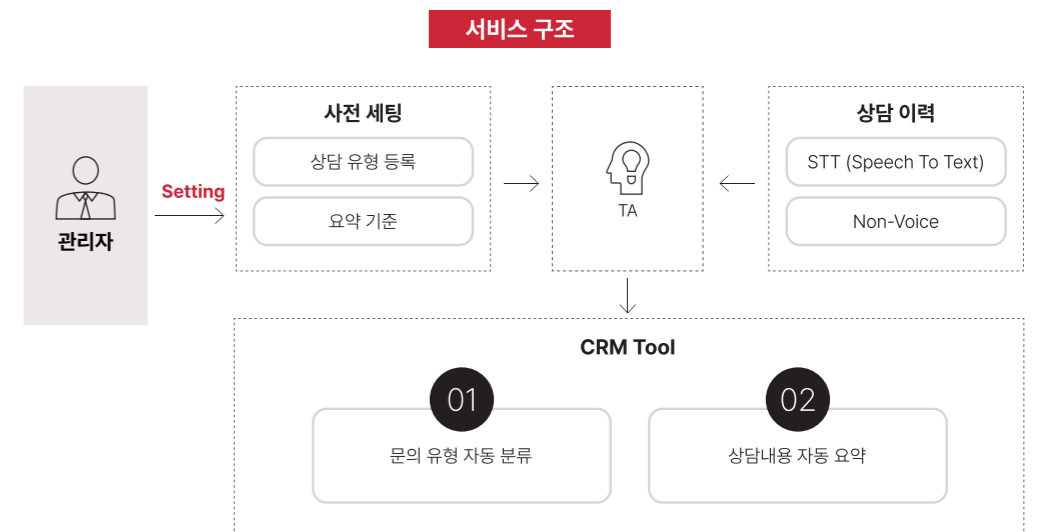 서비스 구조
관리자
Setting
사전 세팅
상담 유형 등록
요약 기준
TA
상담 이력
STT (Speech To Text)
Non-Voice
CRM Tool
01
문의 유형 자동 분류
02
상담내용 자동 요약